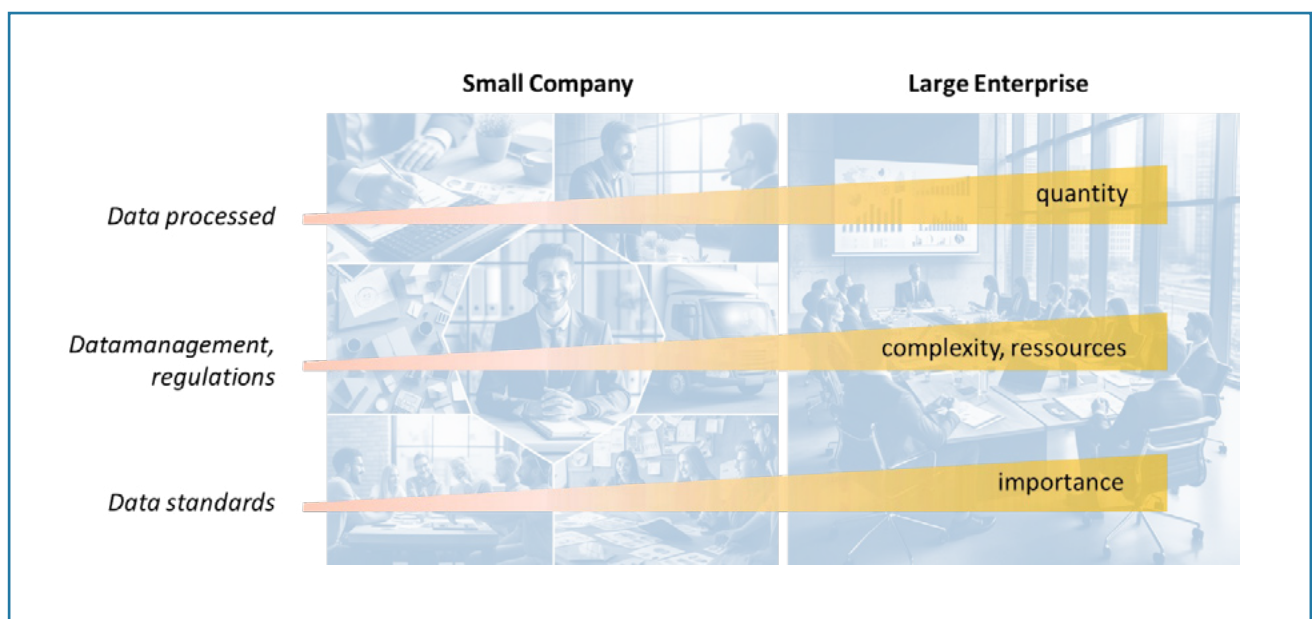 Small Company
Large Enterprise
Data processed
quantity
Datamanagement,
regulations
complexity, ressources
Data standards
importance